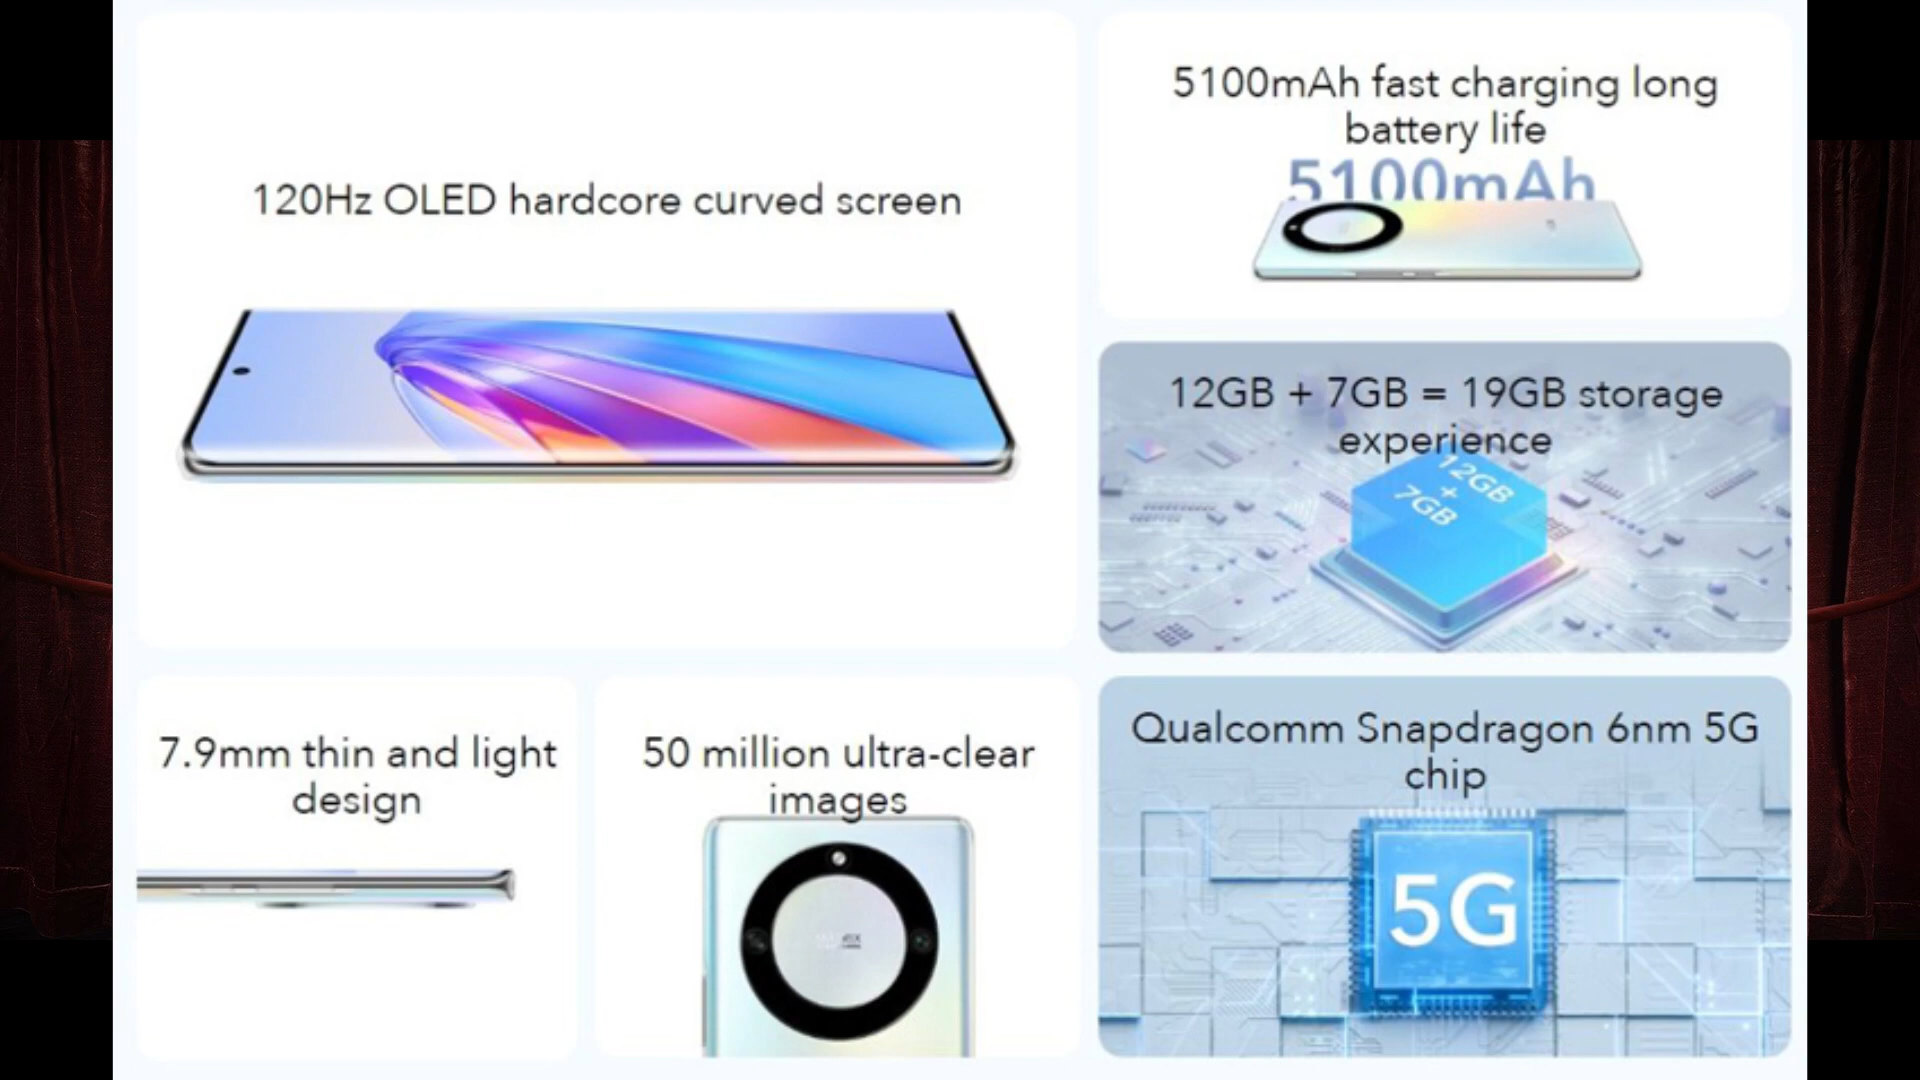 120Hz OLED hardcore curved screen
5100mAh fast charging long
battery life
5100mAh
12GB + 7GB = 19GB storage
experience
12GB
+
7GB
7.9mm thin and light
design
50 million ultra-clear
images
Qualcomm Snapdragon 6nm 5G
chip
5G